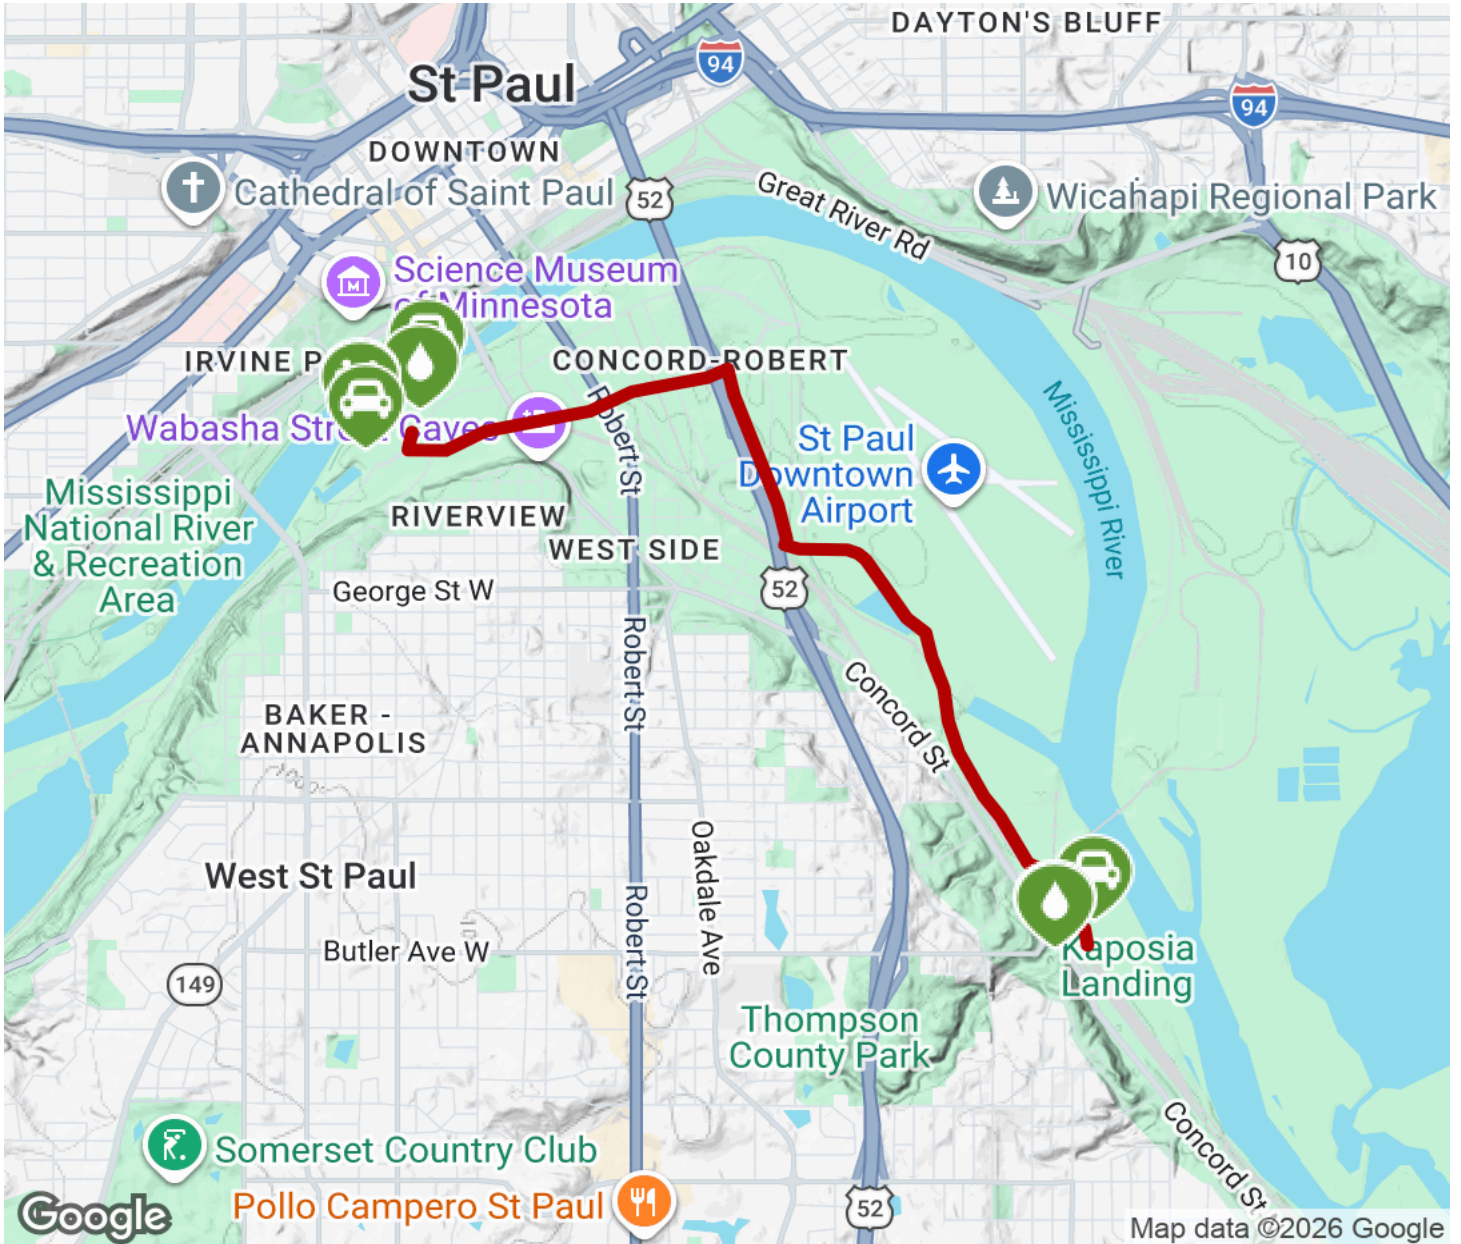 DAYTON'S BLUFF
94
St Paul
94
DOWNTOWN
Cathedral of Saint Paul
52
Great River Rd
Wicahapi Regional Park
10
Science Museum
of Minnesota
IRVINE P
CONCORD-ROBERT
Mississippi River
Wabasha Street Caves
Robert St
St Paul
Downtown
Airport
Mississippi
National River
& Recreation
Area
RIVERVIEW
WEST SIDE
George St W
52
Robert St
Concord St
BAKER -
ANNAPOLIS
Oakdale Ave
West St Paul
Robert St
Butler Ave W
Kaposia
Landing
149
Thompson
County Park
Somerset Country Club
Concord St
Pollo Campero St Paul
52
Google
Map data ©2026 Google